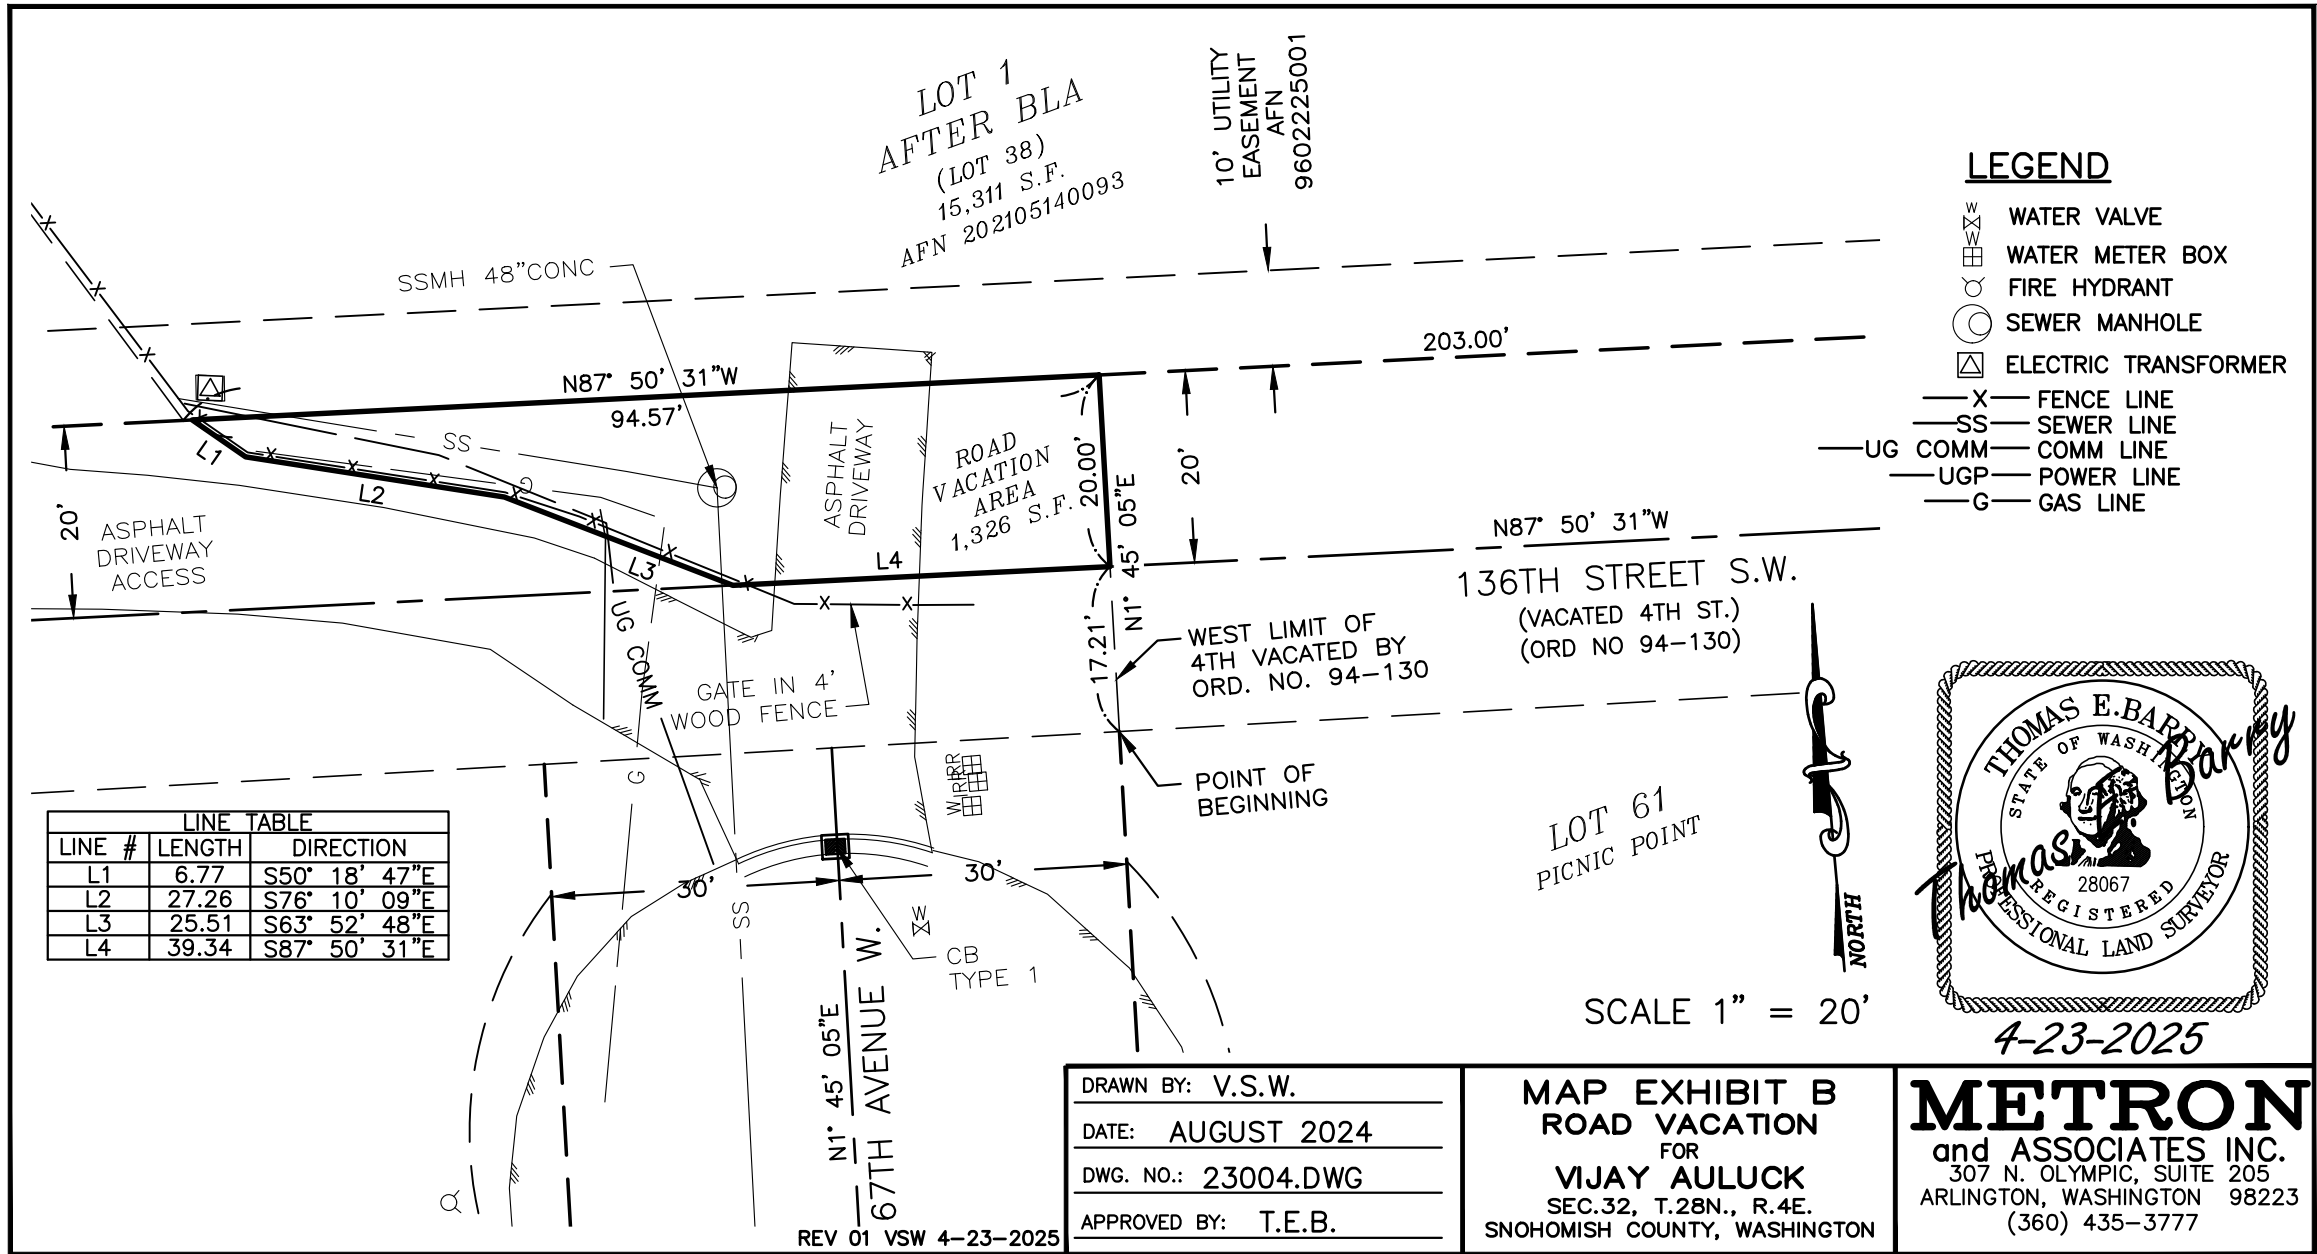 LOT 1
AFTER BLA
(LOT 38)
15,311 S.F.
AFN 202105140093
10' UTILITY
EASEMENT
AFN
9602225001
SSMH 48"CONC
N87° 50' 31"W
94.57'
203.00'
L1
L2
L3
L4
SS
G
20'
ASPHALT
DRIVEWAY
ACCESS
ASPHALT
DRIVEWAY
ROAD
VACATION
AREA
1,326 S.F.
20.00'
N1° 45' 05"E
20'
17.21'
N87° 50' 31"W
136TH STREET S.W.
(VACATED 4TH ST.)
(ORD NO 94-130)
WEST LIMIT OF
4TH VACATED BY
ORD. NO. 94-130
UG COMM
GATE IN 4'
WOOD FENCE
POINT OF
BEGINNING
G
LOT 61
PICNIC POINT
30'
30'
SS
W
CB
TYPE 1
N1° 45' 05"E
67TH AVENUE W.
LINE TABLE
LINE # LENGTH DIRECTION
L1 6.77 S50° 18' 47"E
L2 27.26 S76° 10' 09"E
L3 25.51 S63° 52' 48"E
L4 39.34 S87° 50' 31"E
LEGEND
W WATER VALVE
W WATER METER BOX
FIRE HYDRANT
SEWER MANHOLE
ELECTRIC TRANSFORMER
X FENCE LINE
SS SEWER LINE
UG COMM COMM LINE
UGP POWER LINE
G GAS LINE
NORTH
SCALE 1" = 20'
THOMAS E. BARRY
STATE OF WASHINGTON
28067
REGISTERED
PROFESSIONAL LAND SURVEYOR
Thomas E. Barry
4-23-2025
REV 01 VSW 4-23-2025
DRAWN BY: V.S.W.
DATE: AUGUST 2024
DWG. NO.: 23004.DWG
APPROVED BY: T.E.B.
MAP EXHIBIT B
ROAD VACATION
FOR
VIJAY AULUCK
SEC.32, T.28N., R.4E.
SNOHOMISH COUNTY, WASHINGTON
METRON
and ASSOCIATES INC.
307 N. OLYMPIC, SUITE 205
ARLINGTON, WASHINGTON 98223
(360) 435-3777